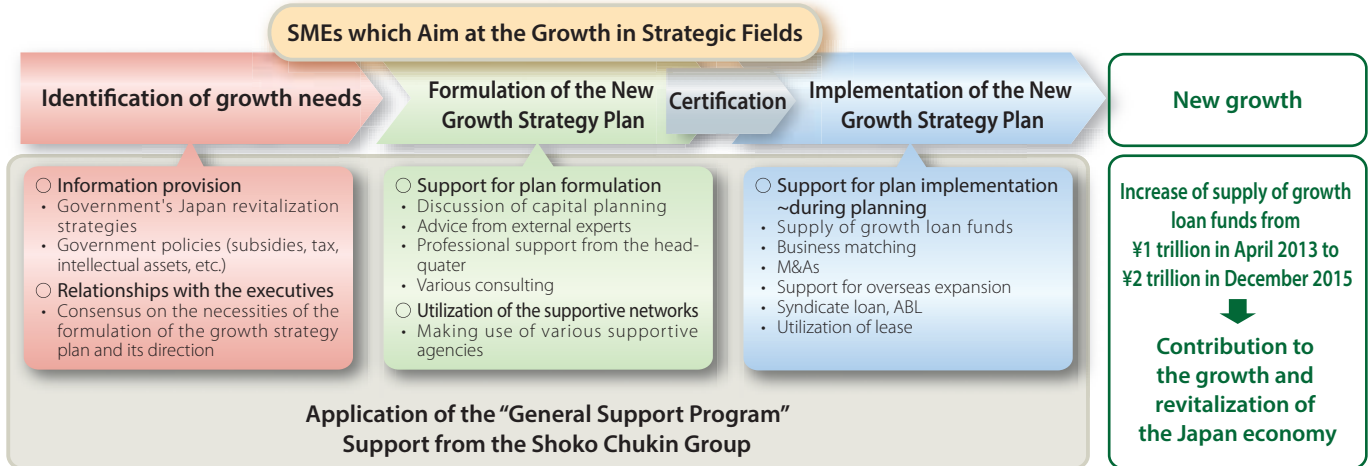 SMEs which Aim at the Growth in Strategic Fields
Identification of growth needs
Formulation of the New
Growth Strategy Plan
Certification
Implementation of the New
Growth Strategy Plan
New growth
○ Information provision
・ Government's Japan revitalization
strategies
・ Government policies (subsidies, tax,
intellectual assets, etc.)
○ Relationships with the executives
・ Consensus on the necessities of the
formulation of the growth strategy
plan and its direction
○ Support for plan formulation
・ Discussion of capital planning
・ Advice from external experts
・ Professional support from the head-
quater
・ Various consulting
○ Utilization of the supportive networks
・ Making use of various supportive
agencies
○ Support for plan implementation
~during planning
・ Supply of growth loan funds
・ Business matching
・ M&As
・ Support for overseas expansion
・ Syndicate loan, ABL
・ Utilization of lease
Increase of supply of growth
loan funds from
¥1 trillion in April 2013 to
¥2 trillion in December 2015
Contribution to
the growth and
revitalization of
the Japan economy
Application of the “General Support Program”
Support from the Shoko Chukin Group